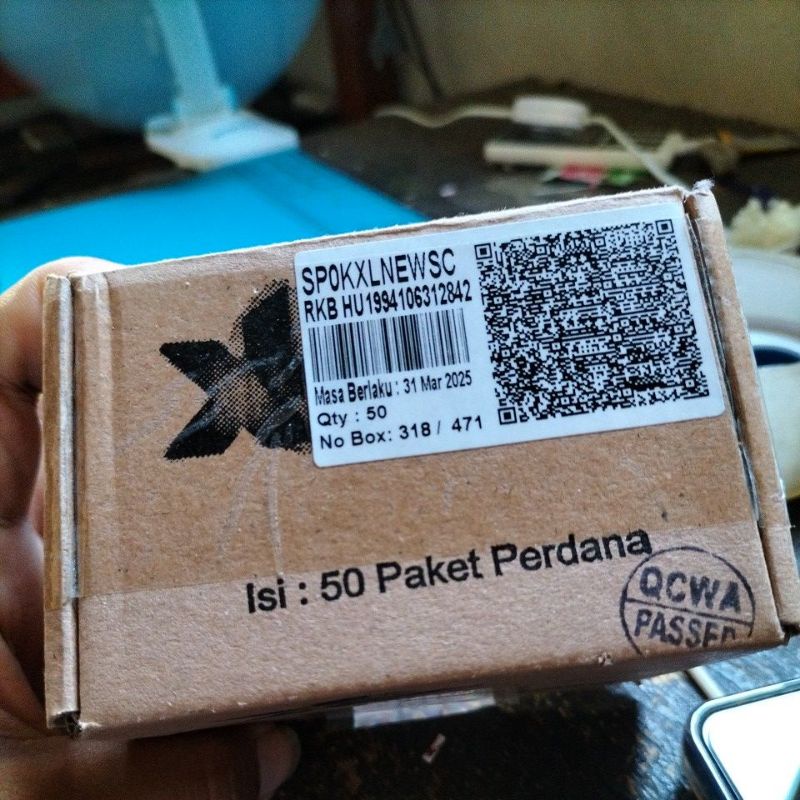 SP0KXLNEWSC
RKB HU1994106312842
Masa Berlaku : 31 Mar 2025
Qty : 50
No Box: 318 / 471
XL
Isi : 50 Paket Perdana
QCWA
PASSED